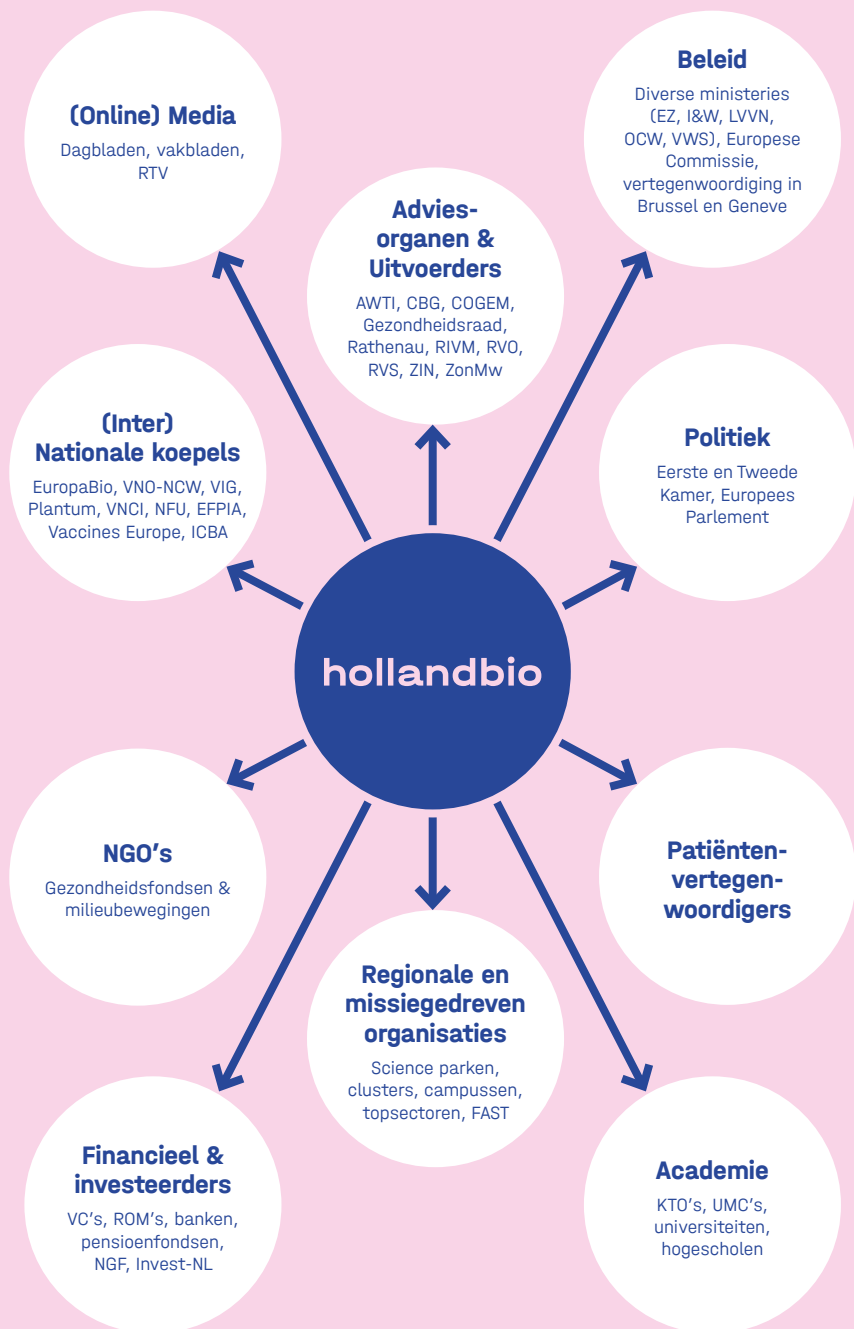 (Online) Media
Dagbladen, vakbladen,
RTV
Beleid
Diverse ministeries
(EZ, I&W, LVVN,
OCW, VWS), Europese
Commissie,
vertegenwoordiging in
Brussel en Geneve
Advies-
organen &
Uitvoerders
AWTI, CBG, COGEM,
Gezondheidsraad,
Rathenau, RIVM, RVO,
RVS, ZIN, ZonMw
(Inter)
Nationale koepels
EuropaBio, VNO-NCW, VIG,
Plantum, VNCI, NFU, EFPIA,
Vaccines Europe, ICBA
Politiek
Eerste en Tweede
Kamer, Europees
Parlement
hollandbio
NGO's
Gezondheidsfondsen &
milieubewegingen
Patiënten-
vertegen-
woordigers
Regionale en
missiegedreven
organisaties
Science parken,
clusters, campussen,
topsectoren, FAST
Financieel &
investeerders
VC's, ROM's, banken,
pensioenfondsen,
NGF, Invest-NL
Academie
KTO's, UMC's,
universiteiten,
hogescholen